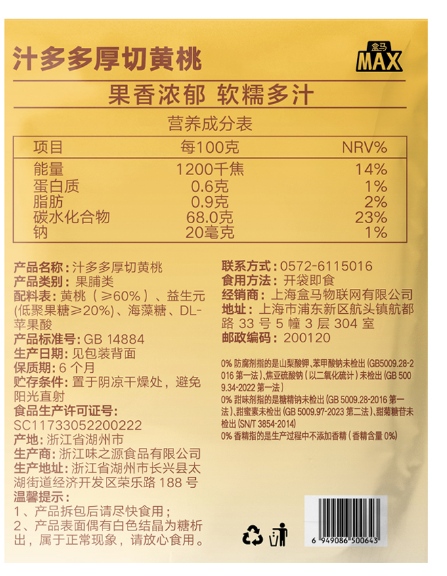 汁多多厚切黄桃
盒马
MAX
果香浓郁 软糯多汁
营养成分表
项目 每100克 NRV%
能量 1200千焦 14%
蛋白质 0.6克 1%
脂肪 0.9克 2%
碳水化合物 68.0克 23%
钠 20毫克 1%
产品名称:汁多多厚切黄桃
产品类别:果脯类
配料表:黄桃（≥60%）、益生元
(低聚果糖≥20%)、海藻糖、DL-
苹果酸
产品标准号:GB 14884
生产日期:见包装背面
保质期:6 个月
贮存条件:置于阴凉干燥处，避免
阳光直射
食品生产许可证号:
SC11733052200222
产地:浙江省湖州市
生产商:浙江味之源食品有限公司
生产地址:浙江省湖州市长兴县太
湖街道经济开发区荣乐路 188 号
温馨提示:
1、产品拆包后请尽快食用；
2、产品表面偶有白色结晶为糖析
出，属于正常现象，请放心食用。
联系方式:0572-6115016
食用方法:开袋即食
经销商:上海盒马物联网有限公司
地址:上海市浦东新区航头镇航都
路 33 号 5 幢 3 层 304 室
邮政编码:200120
0% 防腐剂指的是山梨酸钾,苯甲酸钠未检出 (GB5009.28-2
016 第一法)、焦亚硫酸钠 ( 以二氧化硫计 ) 未检出 (GB 500
9.34-2022 第一法 )
0% 甜味剂指的是糖精钠未检出 (GB 5009.28-2016 第一
法 )、甜蜜素未检出 (GB 5009.97-2023 第二法 )、甜菊糖苷未
检出 (SN/T 3854-2014)
0% 香精指的是生产过程中不添加香精 ( 香精含量 0%)
6 949086 500643